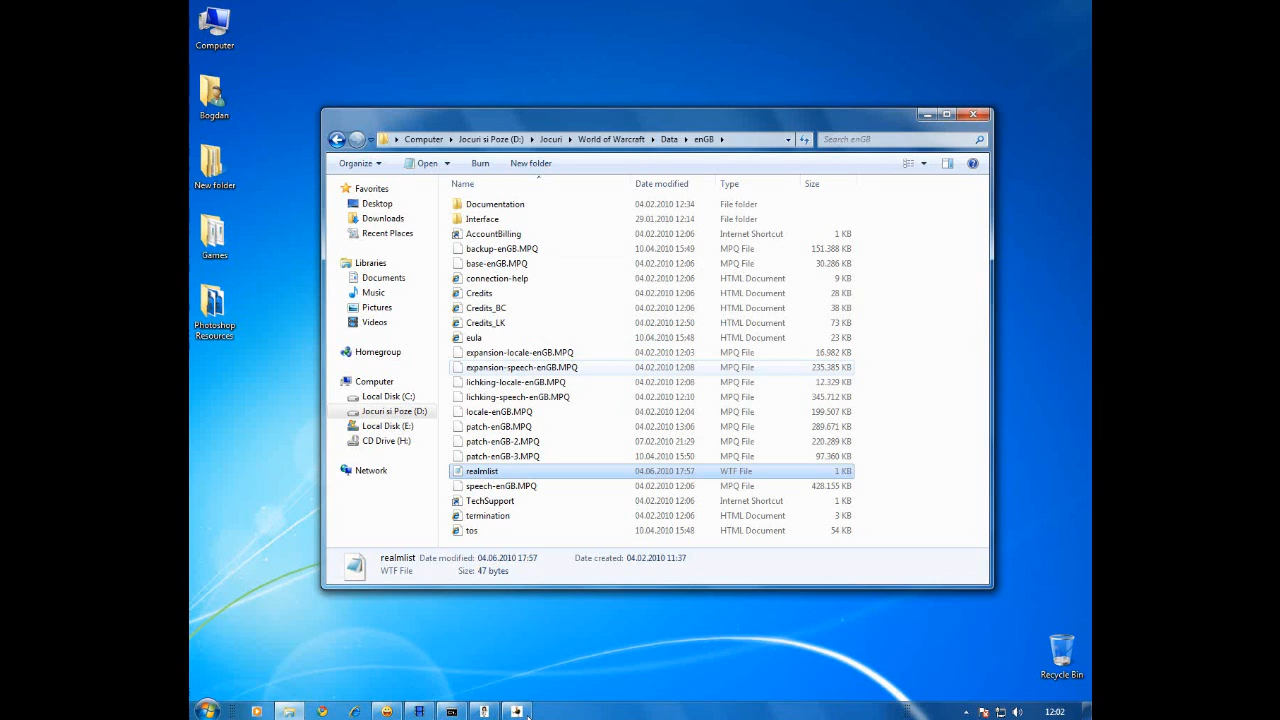 Computer
Bogdan
New folder
Games
Photoshop
Resources
Recycle Bin
Computer Jocuri si Poze (D:) Jocuri World of Warcraft Data enGB
Search enGB
Organize Open Burn New folder
Favorites
Desktop
Downloads
Recent Places
Libraries
Documents
Music
Pictures
Videos
Homegroup
Computer
Local Disk (C:)
Jocuri si Poze (D:)
Local Disk (E:)
CD Drive (H:)
Network
Name Date modified Type Size
Documentation 04.02.2010 12:34 File folder
Interface 29.01.2010 12:14 File folder
AccountBilling 04.02.2010 12:06 Internet Shortcut 1 KB
backup-enGB.MPQ 10.04.2010 15:49 MPQ File 151.388 KB
base-enGB.MPQ 04.02.2010 12:06 MPQ File 30.286 KB
connection-help 04.02.2010 12:06 HTML Document 9 KB
Credits 04.02.2010 12:06 HTML Document 28 KB
Credits_BC 04.02.2010 12:06 HTML Document 38 KB
Credits_LK 04.02.2010 12:50 HTML Document 73 KB
eula 10.04.2010 15:48 HTML Document 23 KB
expansion-locale-enGB.MPQ 04.02.2010 12:03 MPQ File 16.982 KB
expansion-speech-enGB.MPQ 04.02.2010 12:08 MPQ File 235.385 KB
lichking-locale-enGB.MPQ 04.02.2010 12:08 MPQ File 12.329 KB
lichking-speech-enGB.MPQ 04.02.2010 12:10 MPQ File 345.712 KB
locale-enGB.MPQ 04.02.2010 12:04 MPQ File 199.507 KB
patch-enGB.MPQ 04.02.2010 13:06 MPQ File 289.671 KB
patch-enGB-2.MPQ 07.02.2010 21:29 MPQ File 220.289 KB
patch-enGB-3.MPQ 10.04.2010 15:50 MPQ File 97.360 KB
realmlist 04.06.2010 17:57 WTF File 1 KB
speech-enGB.MPQ 04.02.2010 12:06 MPQ File 428.155 KB
TechSupport 04.02.2010 12:06 Internet Shortcut 1 KB
termination 04.02.2010 12:06 HTML Document 3 KB
tos 10.04.2010 15:48 HTML Document 54 KB
realmlist Date modified: 04.06.2010 17:57 Date created: 04.02.2010 11:37
WTF File Size: 47 bytes
12:02